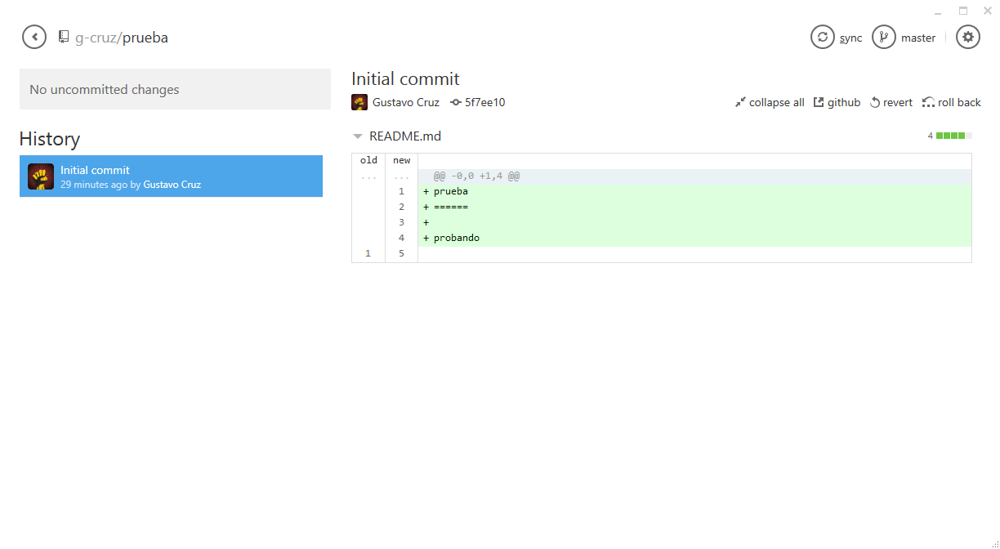 g-cruz/prueba
sync
master
No uncommitted changes
History
Initial commit
29 minutes ago by Gustavo Cruz
Initial commit
Gustavo Cruz 5f7ee10
collapse all github revert roll back
README.md 4
old new
... ... @@ -0,0 +1,4 @@
1 + prueba
2 + ======
3 +
4 + probando
1 5